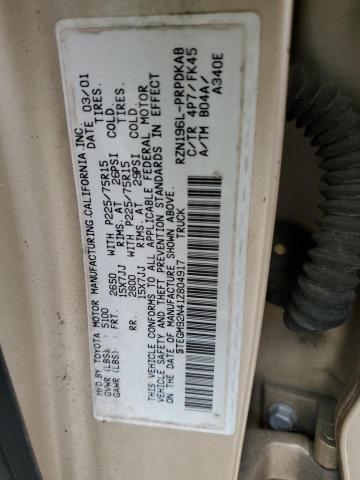 MFD BY TOYOTA MOTOR MANUFACTURING CALIFORNIA INC.
GVWR (LBS) : 5100 DATE 03/01
GAWR (LBS) : FRT. 2650 WITH P225/75R15 TIRES.
15X7JJ RIMS. AT 26PSI COLD.
RR. 2800 WITH P225/75R15 TIRES.
15X7JJ RIMS. AT 29PSI COLD.
THIS VEHICLE CONFORMS TO ALL APPLICABLE FEDERAL MOTOR
VEHICLE SAFETY AND THEFT PREVENTION STANDARDS IN EFFECT
ON THE DATE OF MANUFACTURE SHOWN ABOVE.
5TEGM92N41Z804917 TRUCK
RZN196L-PRPDKAB
C/TR 4P7/FK45
A/TM B04A/
A340E